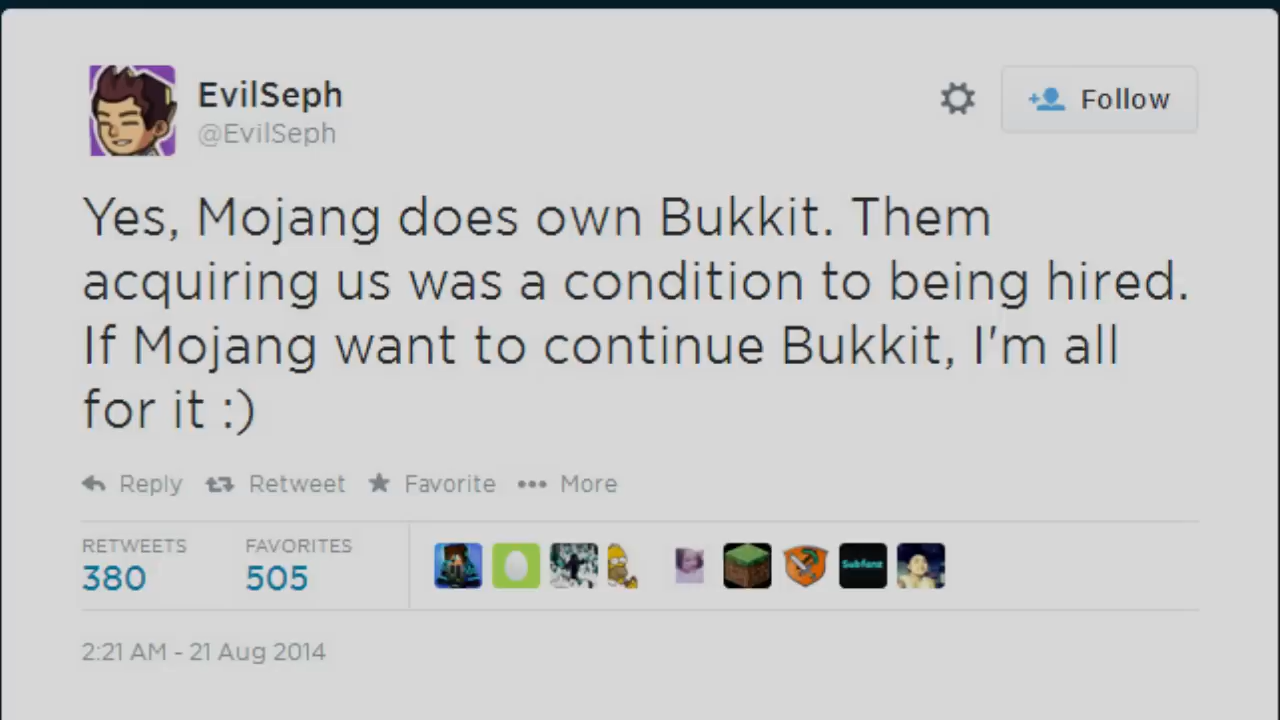 EvilSeph
@EvilSeph
Follow
Yes, Mojang does own Bukkit. Them
acquiring us was a condition to being hired.
If Mojang want to continue Bukkit, I'm all
for it :)
Reply Retweet Favorite More
RETWEETS FAVORITES
380 505
Subfanz
2:21 AM - 21 Aug 2014